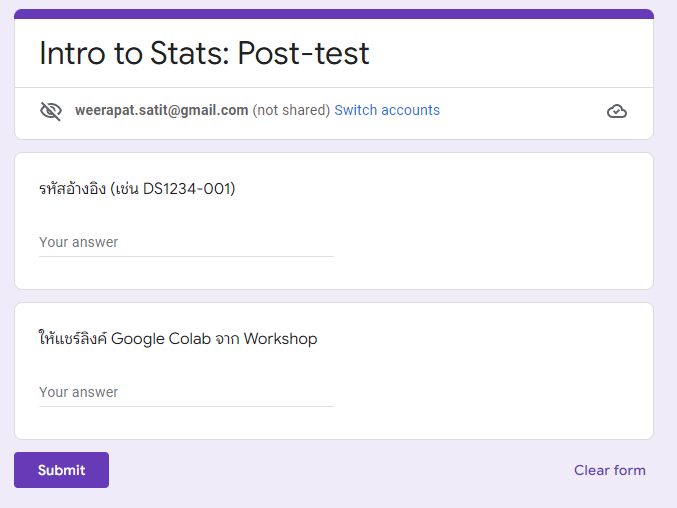 Intro to Stats: Post-test
weerapat.satit@gmail.com (not shared) Switch accounts
รหัสอ้างอิง (เช่น DS1234-001)
Your answer
ให้แชร์ลิงค์ Google Colab จาก Workshop
Your answer
Submit
Clear form